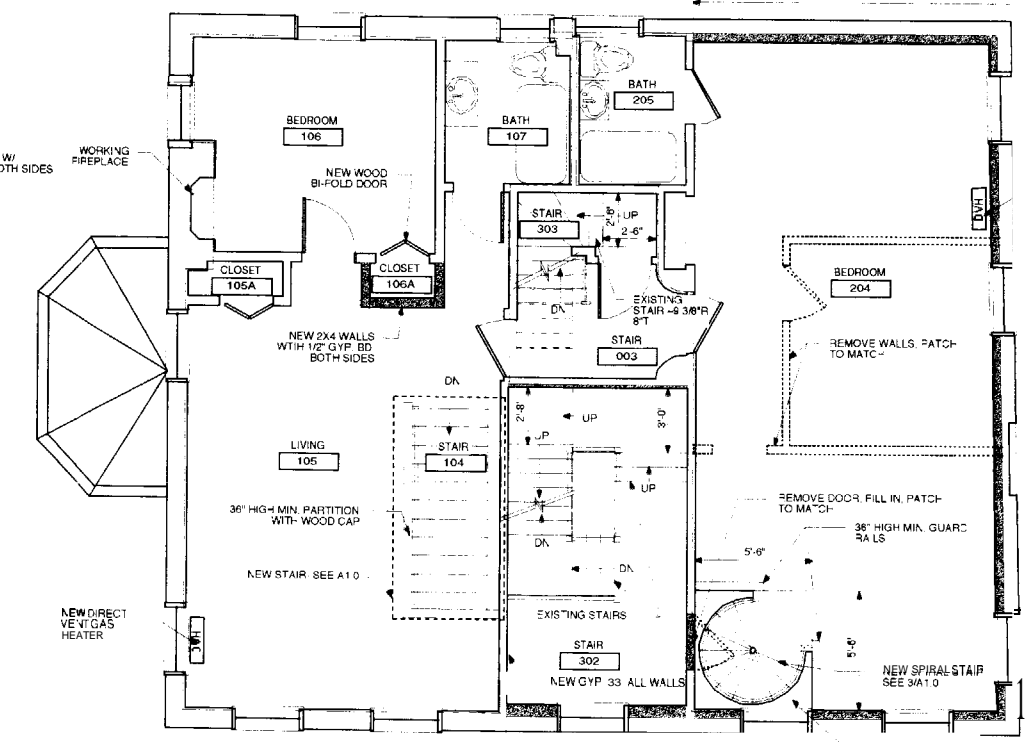 W/
OTH SIDES
WORKING
FIREPLACE
BEDROOM
106
NEW WOOD
BI-FOLD DOOR
BATH
107
BATH
205
STAIR
303
UP
2'-6"
2'-6"
DVH
CLOSET
105A
CLOSET
106A
DN
EXISTING
STAIR ~9 3/8"R
8"T
BEDROOM
204
NEW 2X4 WALLS
WTIH 1/2" GYP. BD
BOTH SIDES
STAIR
003
REMOVE WALLS, PATCH
TO MATCH
DN
2'-8'
UP
3'-0'
UP
LIVING
105
STAIR
104
UP
36" HIGH MIN. PARTITION
WITH WOOD CAP
REMOVE DOOR, FILL IN, PATCH
TO MATCH
36" HIGH MIN. GUARD
RAILS
DN
5'-6"
DN
NEW STAIR SEE A1.0
NEW DIRECT
VENT GAS
HEATER
EXISTING STAIRS
STAIR
302
5'-6'
NEW GYP. 33 ALL WALLS
NEW SPIRAL STAIR
SEE 3/A1.0